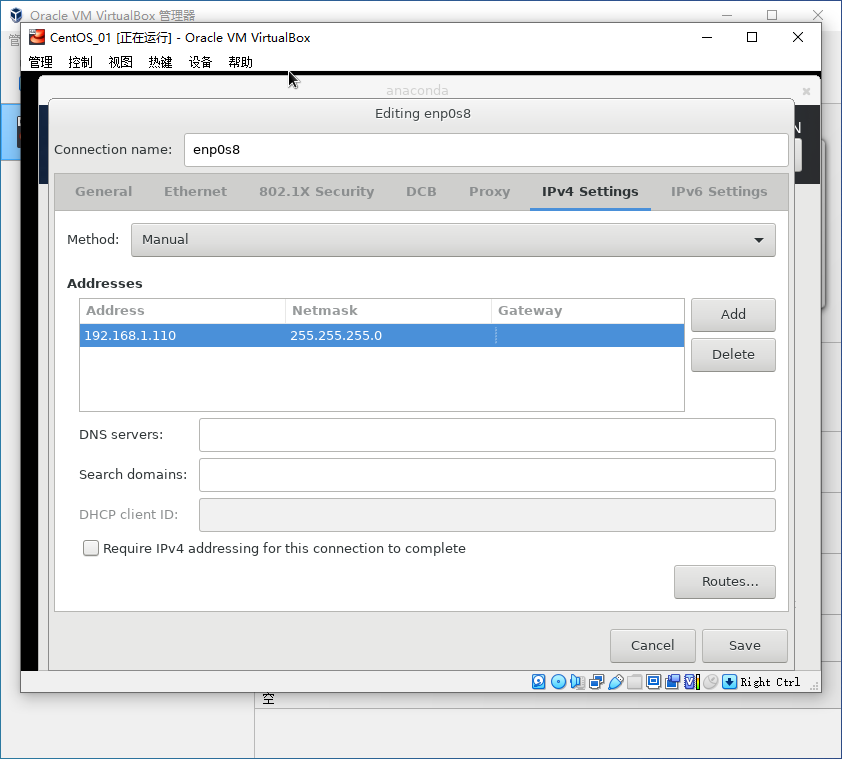 Oracle VM VirtualBox 管理器
CentOS_01 [正在运行] - Oracle VM VirtualBox
管理 控制 视图 热键 设备 帮助
anaconda
Editing enp0s8
Connection name: enp0s8
General Ethernet 802.1X Security DCB Proxy IPv4 Settings IPv6 Settings
Method: Manual
Addresses
Address Netmask Gateway
Add
192.168.1.110 255.255.255.0
Delete
DNS servers:
Search domains:
DHCP client ID:
Require IPv4 addressing for this connection to complete
Routes...
Cancel Save
Right Ctrl
空